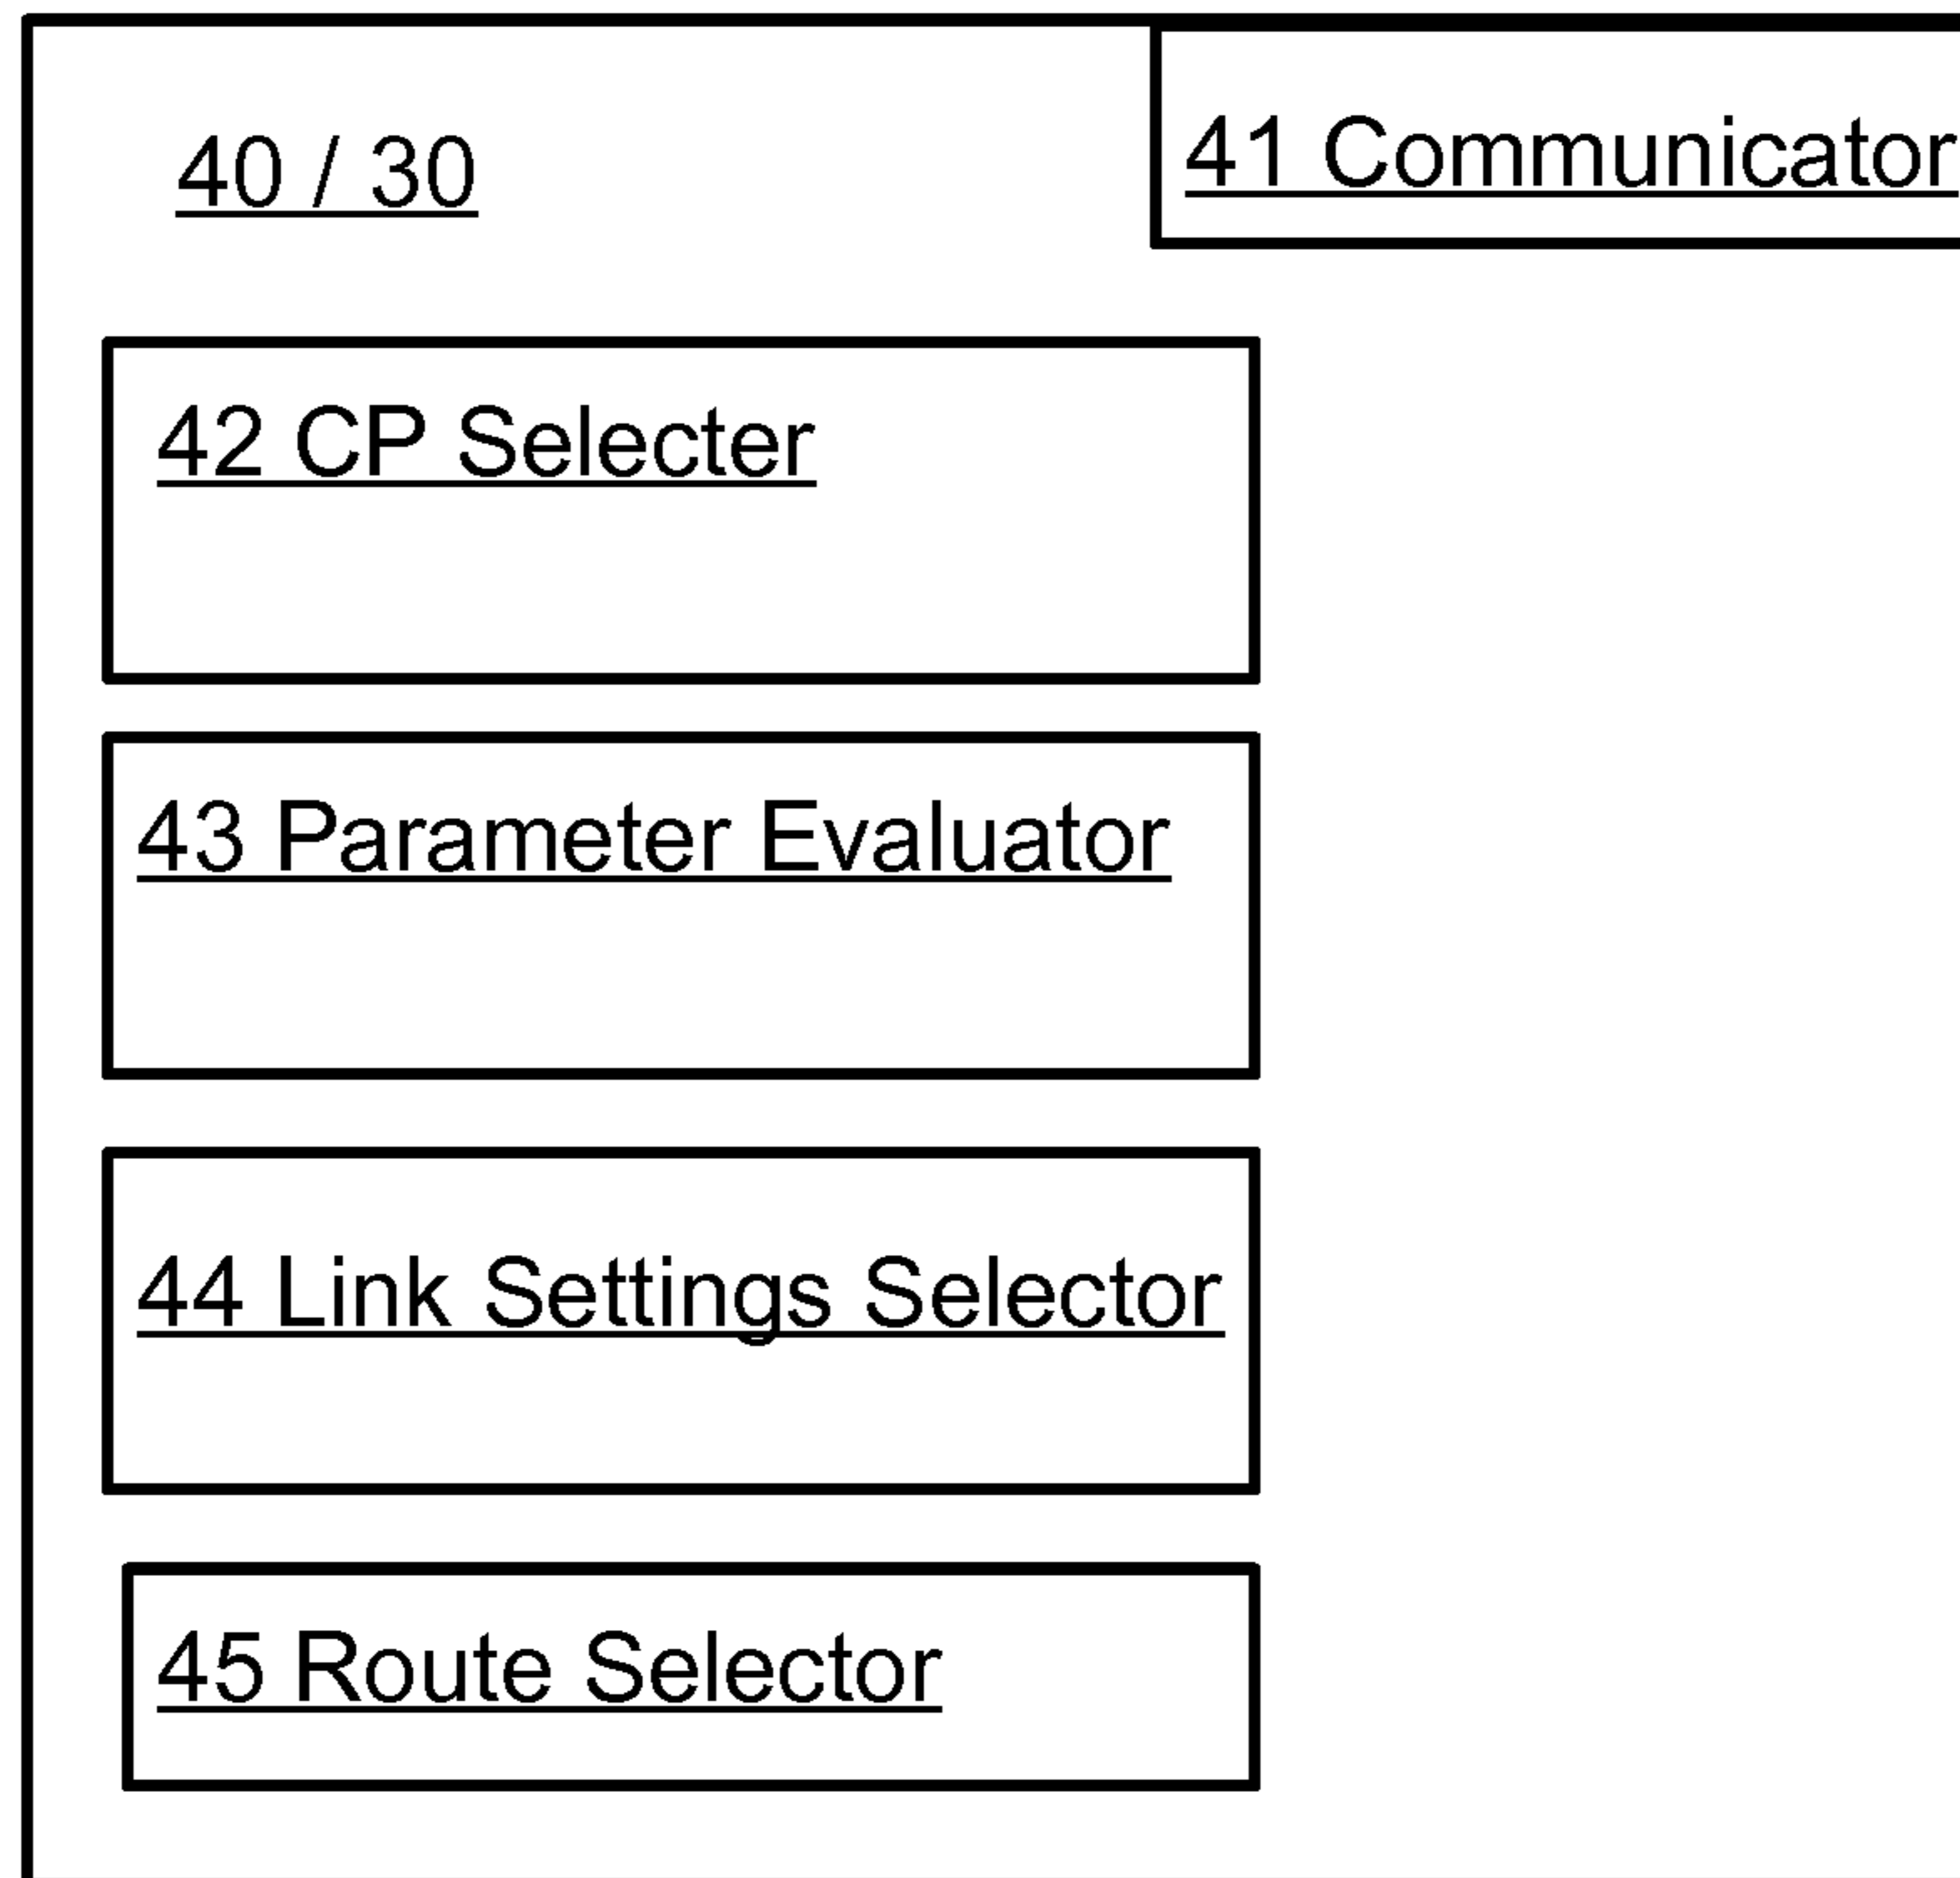 40 / 30
41 Communicator
42 CP Selecter
43 Parameter Evaluator
44 Link Settings Selector
45 Route Selector